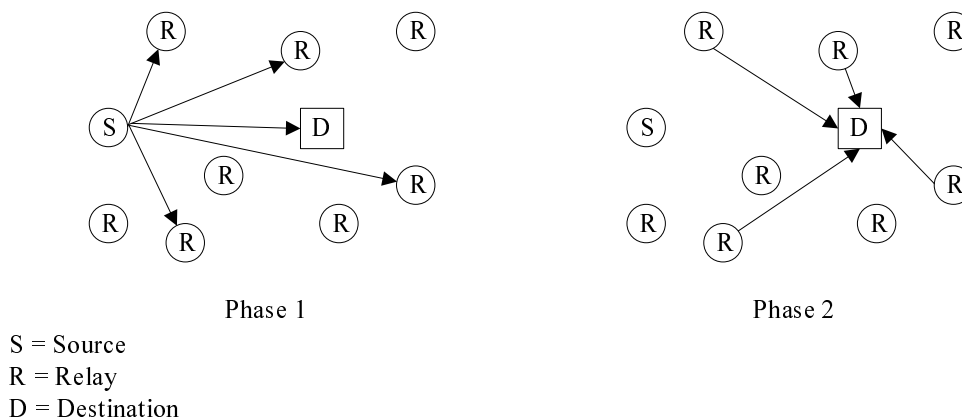 R R R
S D
R R
R R R
Phase 1
R R R
S D
R R
R R R
Phase 2
S = Source
R = Relay
D = Destination